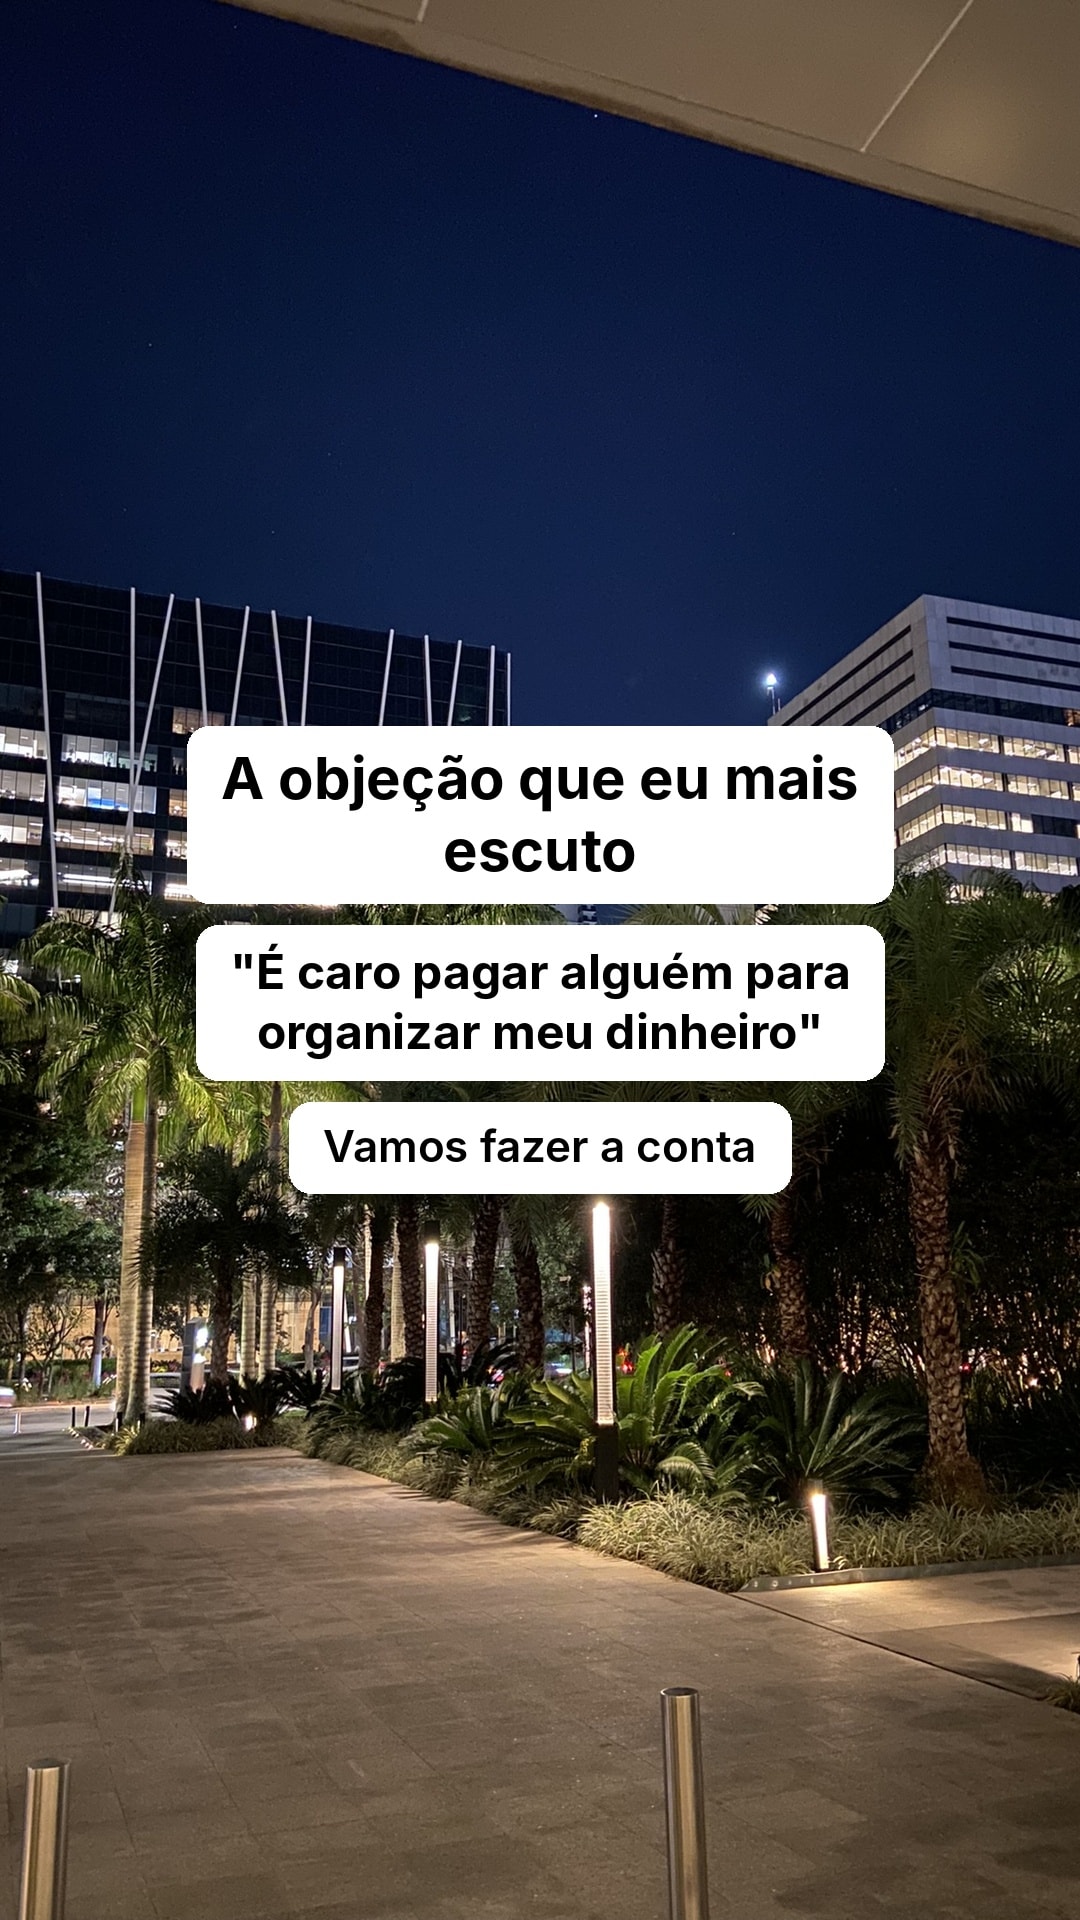 A objeção que eu mais
escuto
"É caro pagar alguém para
organizar meu dinheiro"
Vamos fazer a conta